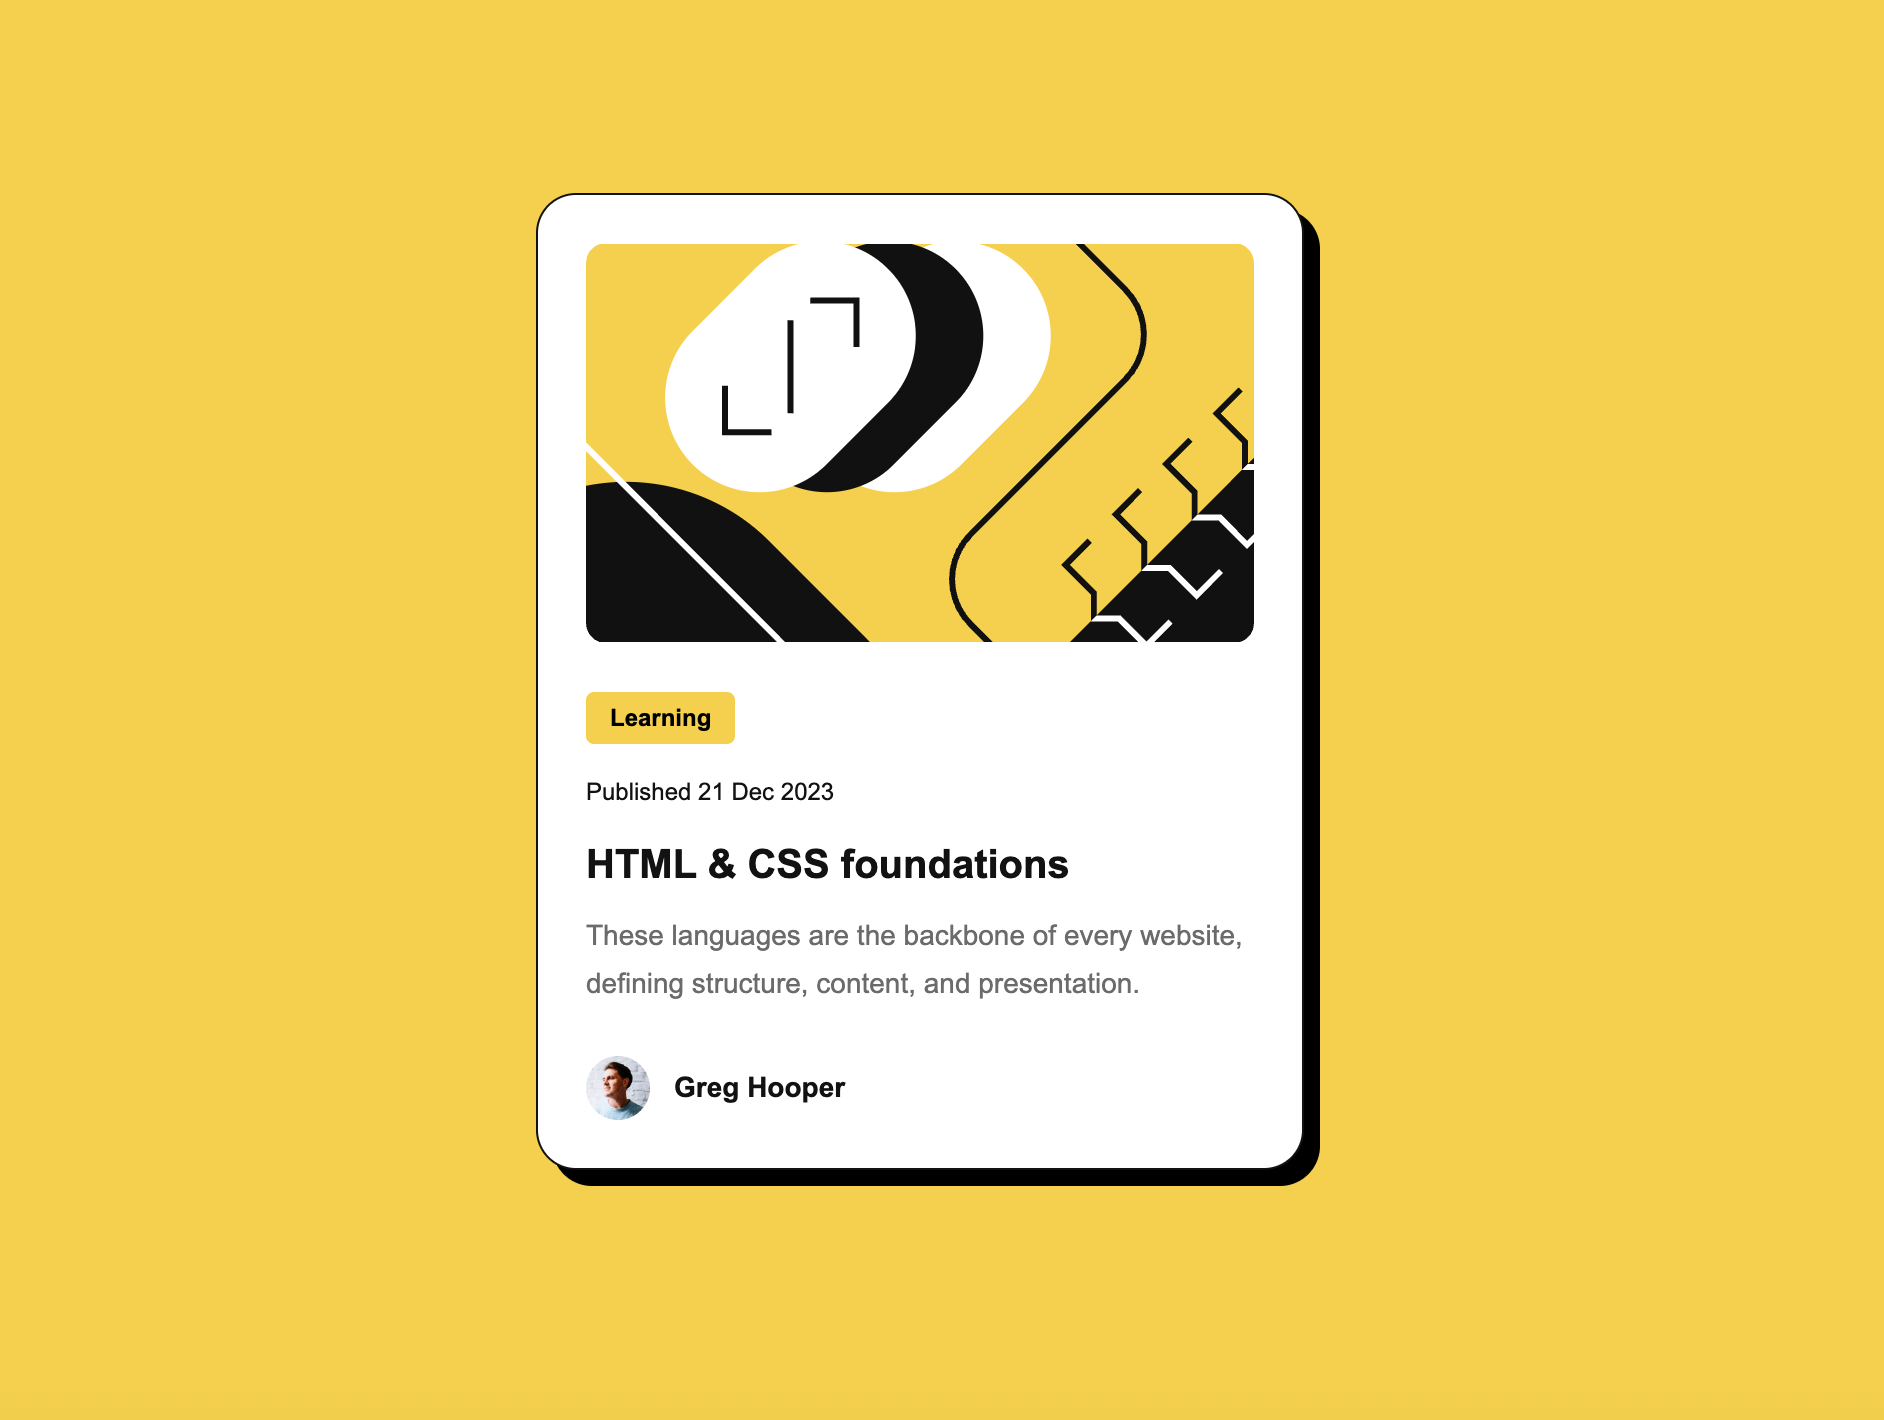 Learning
Published 21 Dec 2023
HTML & CSS foundations
These languages are the backbone of every website,
defining structure, content, and presentation.
Greg Hooper